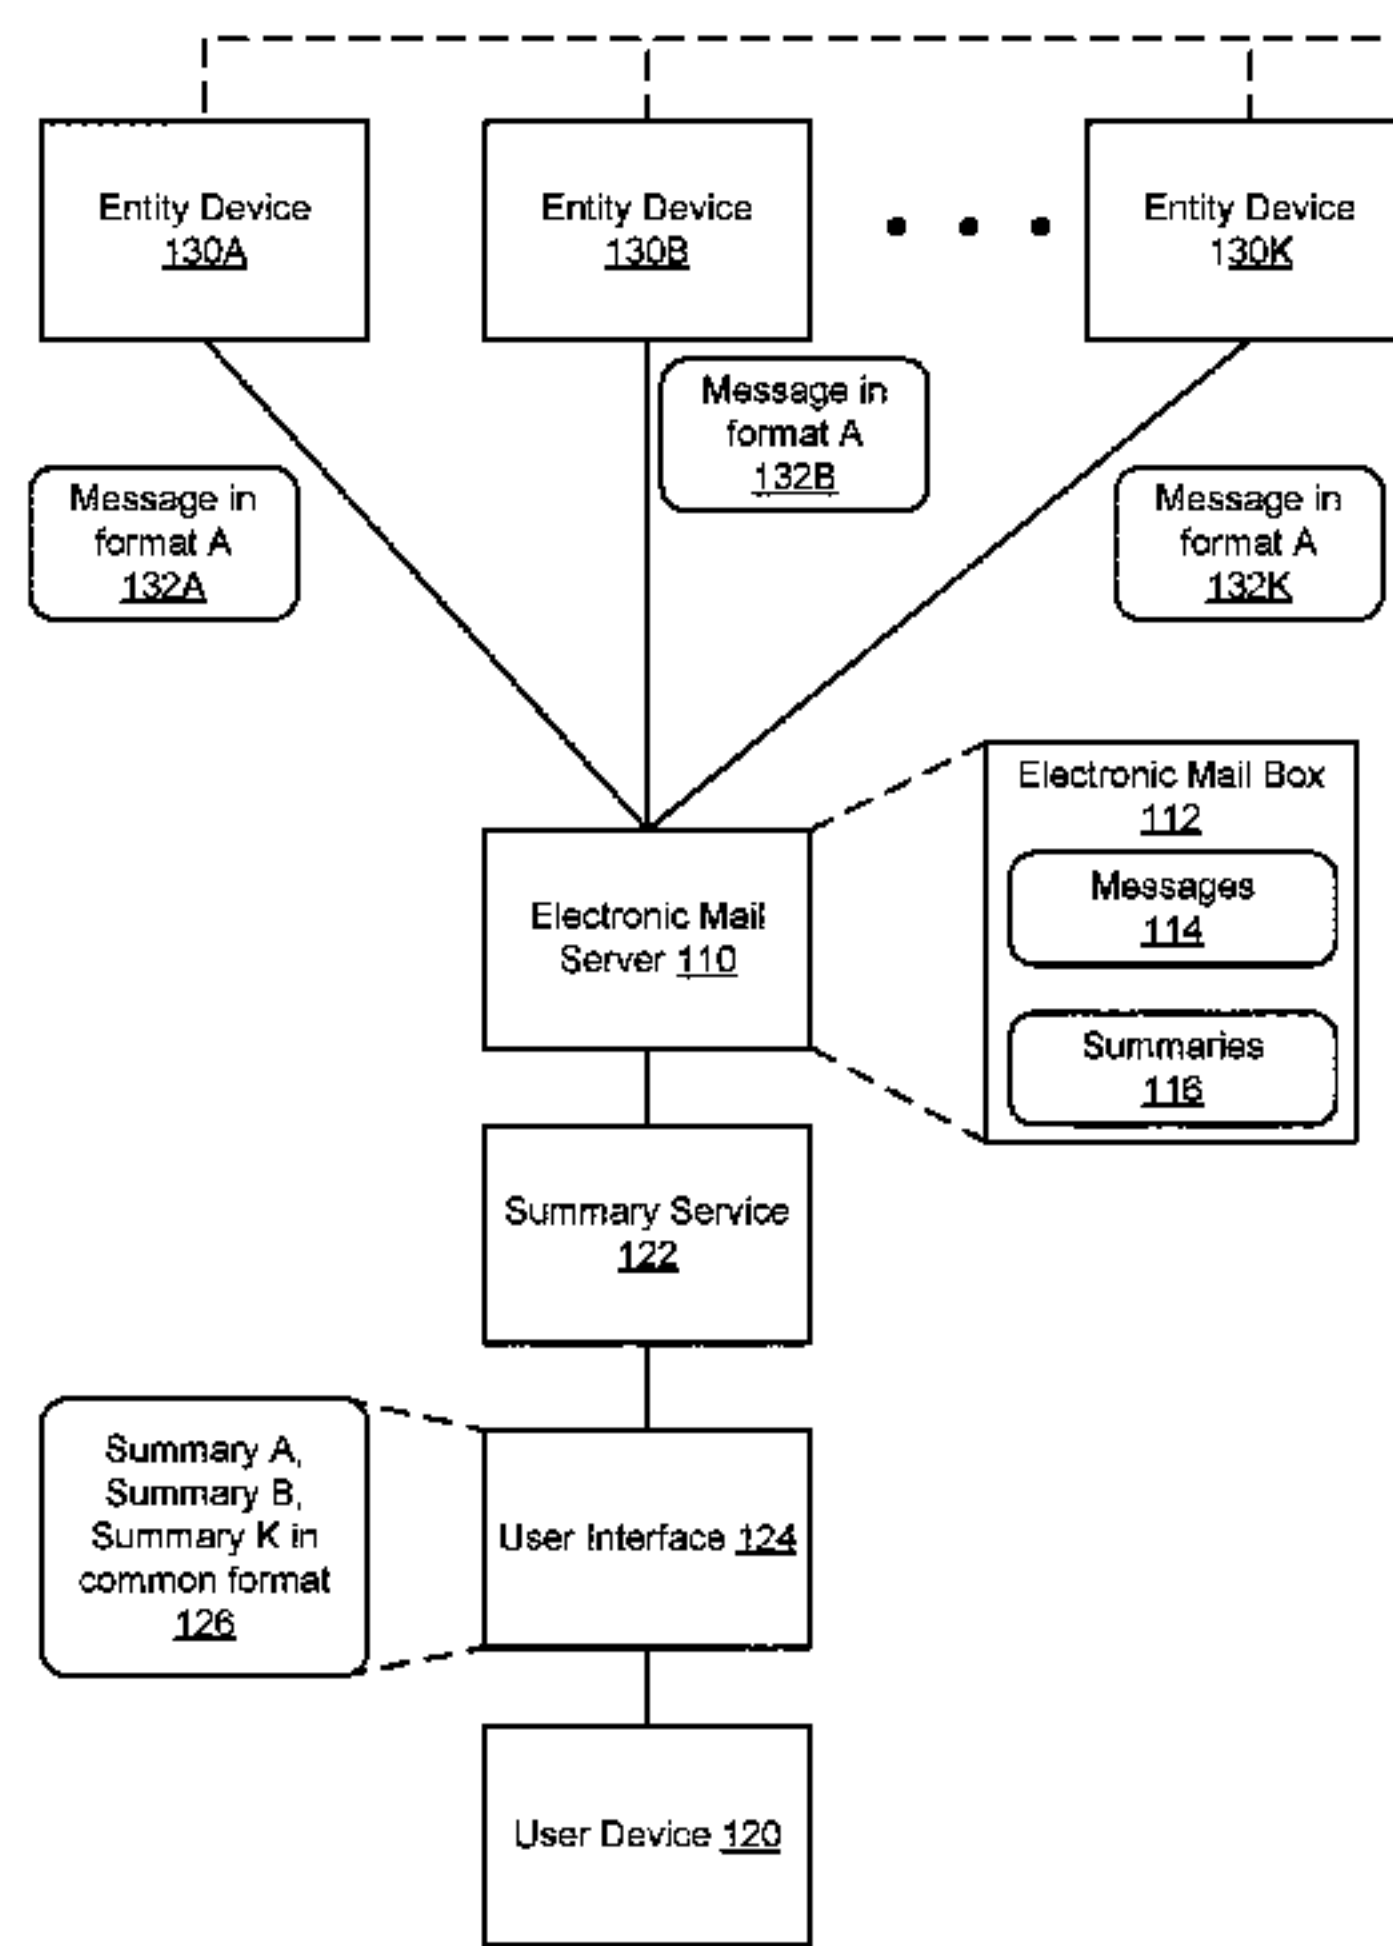 Entity Device
130A
Entity Device
130B
Entity Device
130K
Message in
format A
132B
Message in
format A
132A
Message in
format A
132K
Electronic Mail Box
112
Messages
114
Summaries
116
Electronic Mail
Server 110
Summary Service
122
Summary A,
Summary B,
Summary K in
common format
126
User Interface 124
User Device 120